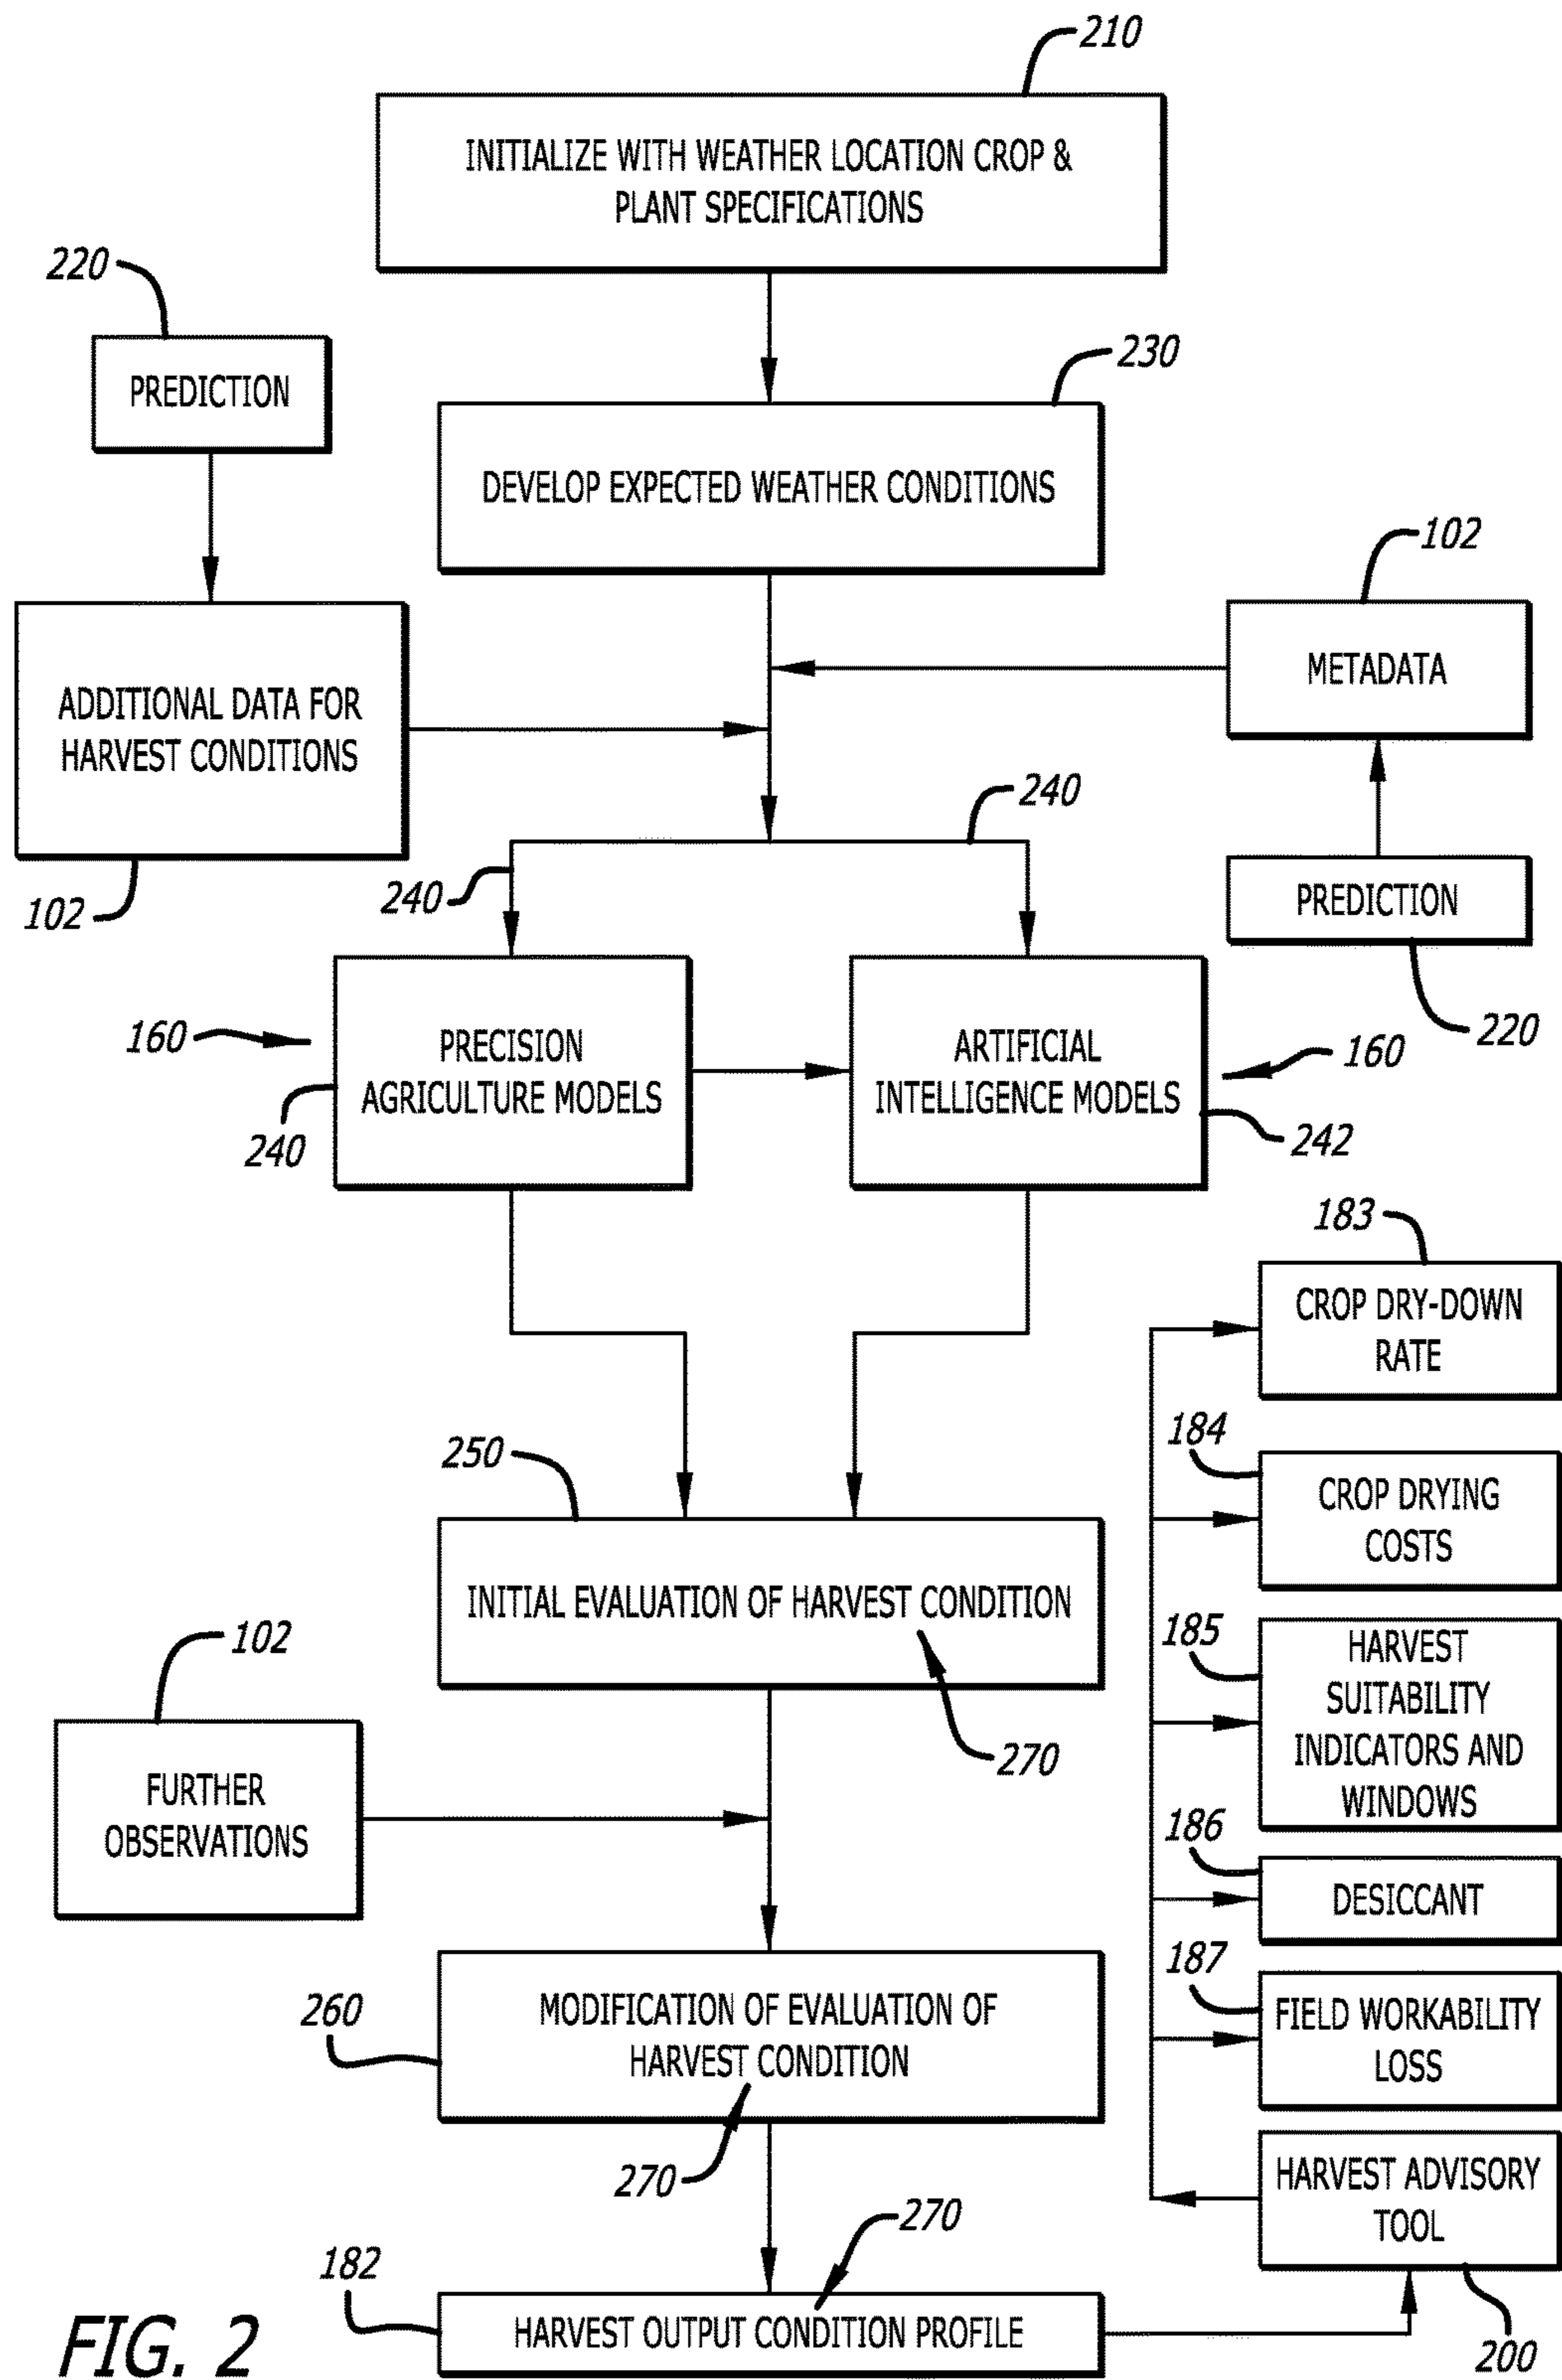 210
INITIALIZE WITH WEATHER LOCATION CROP &
PLANT SPECIFICATIONS
220
PREDICTION
230
DEVELOP EXPECTED WEATHER CONDITIONS
102
METADATA
ADDITIONAL DATA FOR
HARVEST CONDITIONS
102
240
240
PREDICTION
220
160
PRECISION
AGRICULTURE MODELS
240
ARTIFICIAL
INTELLIGENCE MODELS
160
242
183
CROP DRY-DOWN
RATE
184
CROP DRYING
COSTS
250
INITIAL EVALUATION OF HARVEST CONDITION
270
185
HARVEST
SUITABILITY
INDICATORS AND
WINDOWS
102
FURTHER
OBSERVATIONS
186
DESICCANT
187
FIELD WORKABILITY
LOSS
260
MODIFICATION OF EVALUATION OF
HARVEST CONDITION
270
HARVEST ADVISORY
TOOL
200
270
182
HARVEST OUTPUT CONDITION PROFILE
FIG. 2